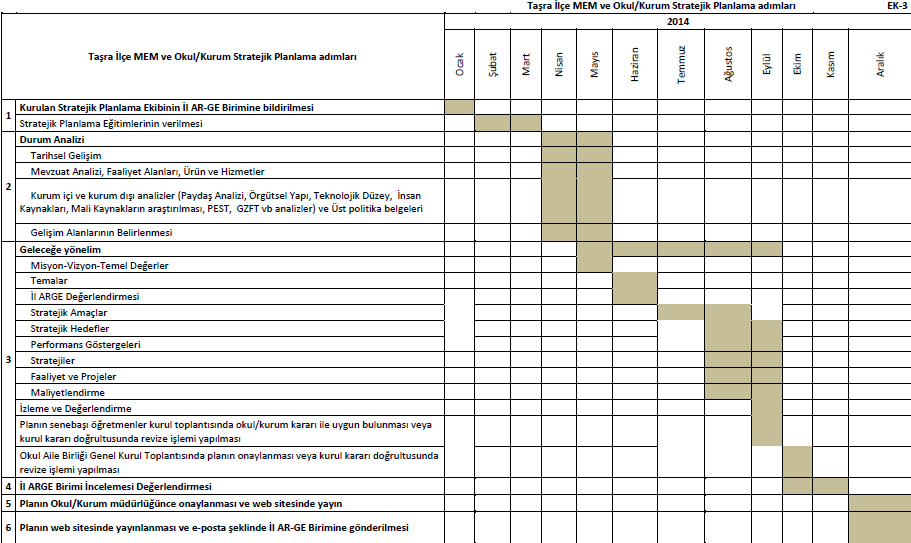 Taşra İlçe MEM ve Okul/Kurum Stratejik Planlama adımları EK-3
2014
Taşra İlçe MEM ve Okul/Kurum Stratejik Planlama adımları
Ocak Şubat Mart Nisan Mayıs Haziran Temmuz Ağustos Eylül Ekim Kasım Aralık
1
Kurulan Stratejik Planlama Ekibinin İl AR-GE Birimine bildirilmesi
Stratejik Planlama Eğitimlerinin verilmesi
2
Durum Analizi
Tarihsel Gelişim
Mevzuat Analizi, Faaliyet Alanları, Ürün ve Hizmetler
Kurum içi ve kurum dışı analizler (Paydaş Analizi, Örgütsel Yapı, Teknolojik Düzey, İnsan
Kaynakları, Mali Kaynakların araştırılması, PEST, GZFT vb analizler) ve Üst politika belgeleri
Gelişim Alanlarının Belirlenmesi
3
Geleceğe yönelim
Misyon-Vizyon-Temel Değerler
Temalar
İl ARGE Değerlendirmesi
Stratejik Amaçlar
Stratejik Hedefler
Performans Göstergeleri
Stratejiler
Faaliyet ve Projeler
Maliyetlendirme
İzleme ve Değerlendirme
Planın senebaşı öğretmenler kurul toplantısında okul/kurum kararı ile uygun bulunması veya
kurul kararı doğrultusunda revize işlemi yapılması
Okul Aile Birliği Genel Kurul Toplantısında planın onaylanması veya kurul kararı doğrultusunda
revize işlemi yapılması
4 İl ARGE Birimi İncelemesi Değerlendirmesi
5 Planın Okul/Kurum müdürlüğünce onaylanması ve web sitesinde yayın
6 Planın web sitesinde yayınlanması ve e-posta şeklinde İl AR-GE Birimine gönderilmesi